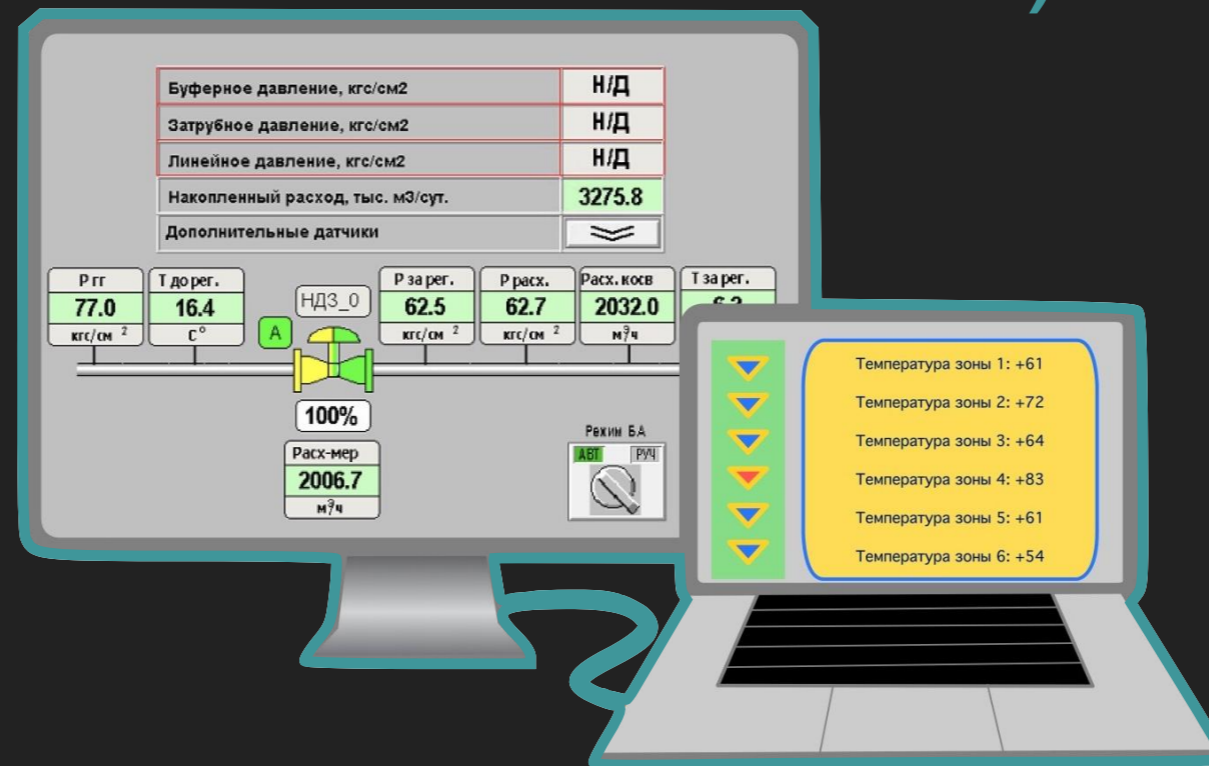 Буферное давление, кгс/см2 Н/Д
Затрубное давление, кгс/см2 Н/Д
Линейное давление, кгс/см2 Н/Д
Накопленный расход, тыс. м3/сут. 3275.8
Дополнительные датчики
Р гг
77.0
кгс/см 2
Т до рег.
16.4
С°
НДЗ_0
А
100%
Р за рег.
62.5
кгс/см 2
Р расх.
62.7
кгс/см 2
Расх. косв
2032.0
м3/ч
Т за рег.
Расх-мер
2006.7
м3/ч
Режим БА
АВТ РУЧ
Температура зоны 1: +61
Температура зоны 2: +72
Температура зоны 3: +64
Температура зоны 4: +83
Температура зоны 5: +61
Температура зоны 6: +54